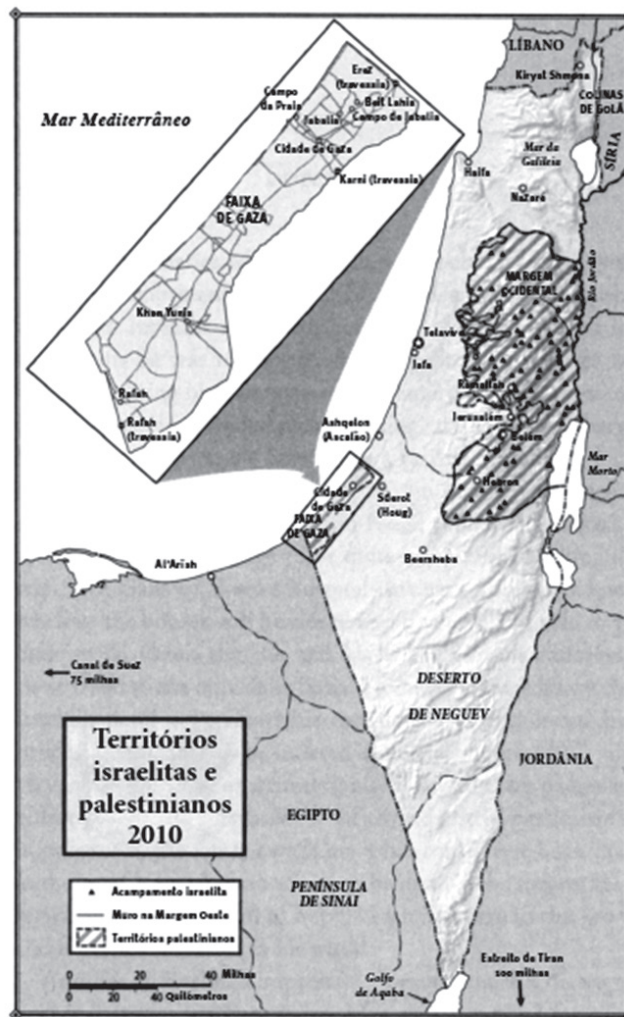 LÍBANO
Kiryat Shmona
COLINAS
DE GOLÃ
SÍRIA
Mar Mediterrâneo
Erez
(travessia)
Beit Lahia
Campo
da Praia
Jabalia
Campo de Jabalia
Cidade de Gaza
Karni (travessia)
FAIXA
DE GAZA
Khan Yunis
Rafah
Rafah
(travessia)
Mar da
Galileia
Haifa
Nazaré
MARGEM
OCIDENTAL
Rio Jordão
Telavive
Jafa
Ramallah
Jerusalém
Belém
Hebron
Mar
Morto
Ashqelon
(Ascalão)
Cidade
de Gaza
FAIXA
DE GAZA
Sderot
(Houg)
Al'Arish
Beersheba
Canal de Suez
75 milhas
DESERTO
DE NEGUEV
JORDÂNIA
EGIPTO
PENÍNSULA
DE SINAI
Territórios
israelitas e
palestinianos
2010
Acampamento israelita
Muro na Margem Oeste
Territórios palestinianos
20 40 Milhas
40 Quilómetros
Golfo
de Aqaba
Estreito de Tiran
100 milhas